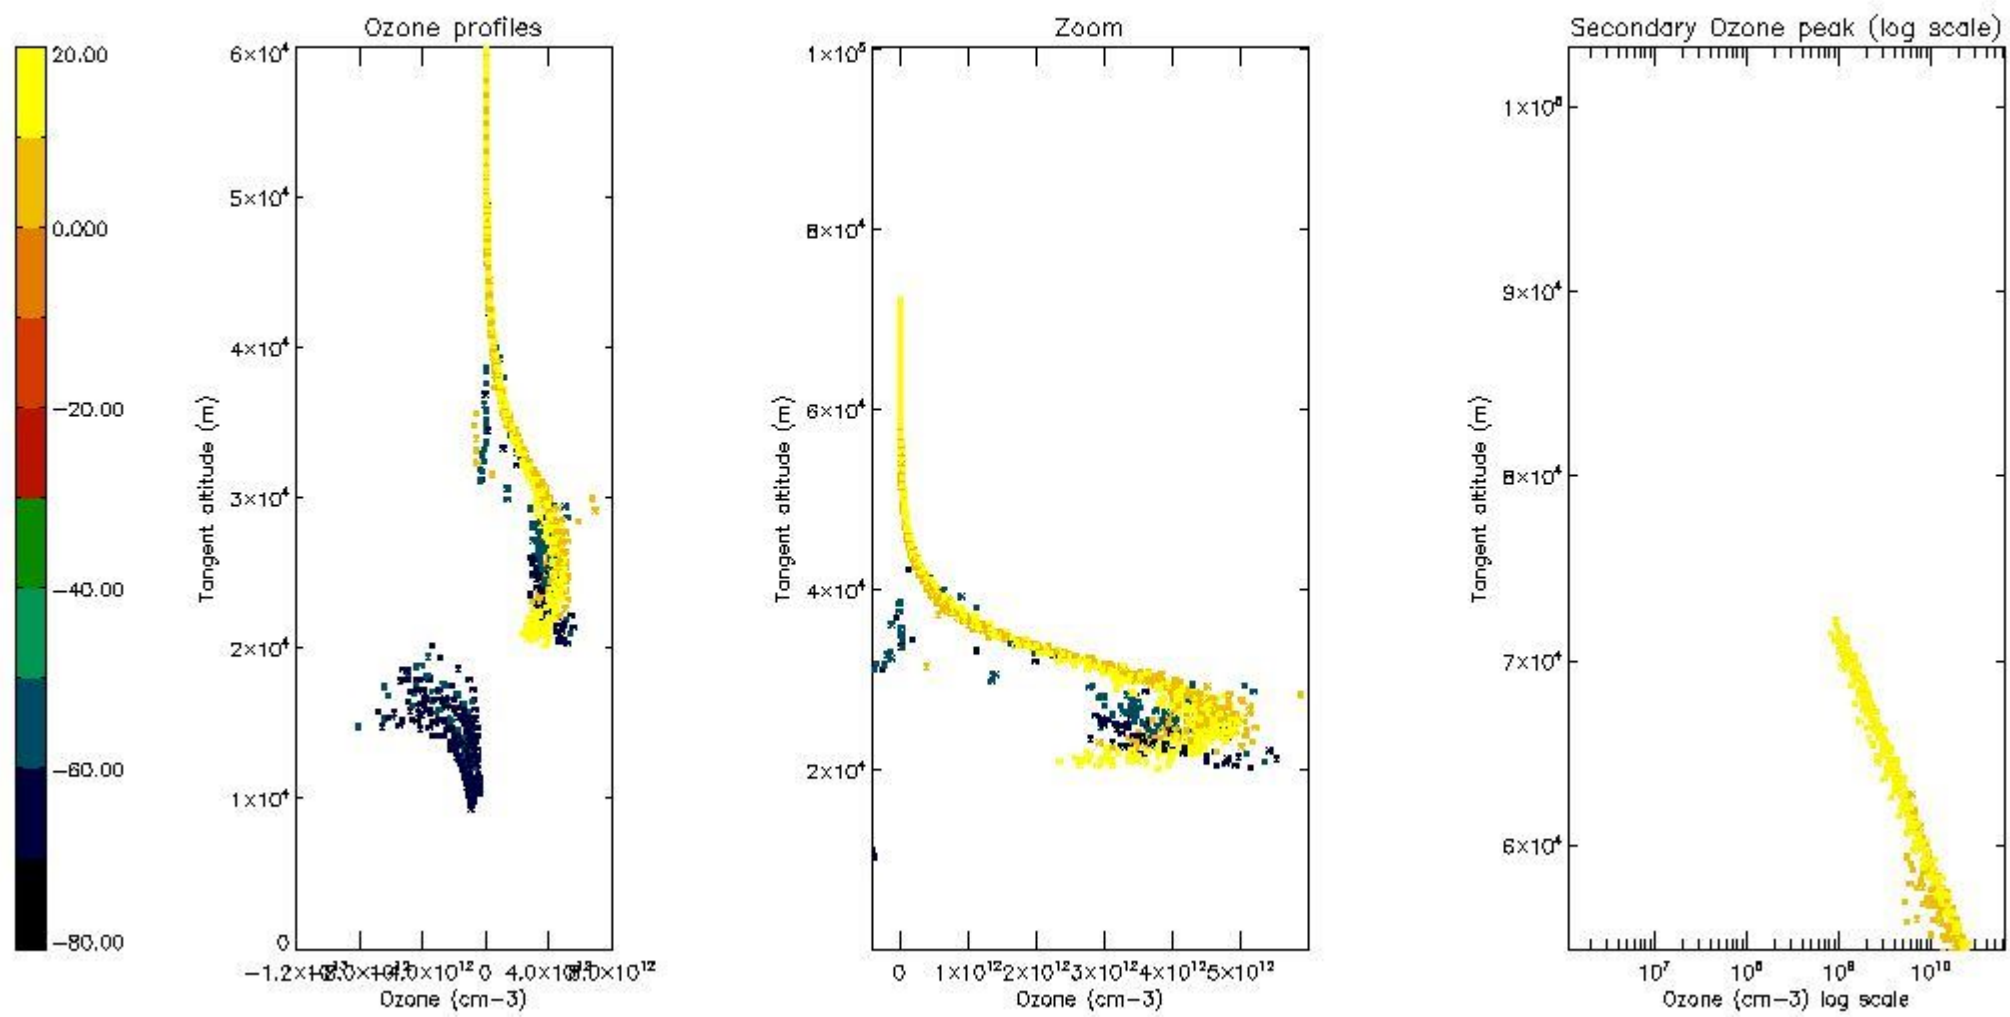 Ozone profiles
Zoom
Secondary Ozone peak (log scale)
20.00
0.000
−20.00
−40.00
−60.00
−80.00
6×10⁴
5×10⁴
4×10⁴
3×10⁴
2×10⁴
1×10⁴
0
Tangent altitude (m)
0
4.0×10¹²
Ozone (cm−3)
1×10⁵
8×10⁴
6×10⁴
4×10⁴
2×10⁴
Tangent altitude (m)
0 1×10¹² 2×10¹² 3×10¹² 4×10¹² 5×10¹²
Ozone (cm−3)
9×10⁴
8×10⁴
7×10⁴
6×10⁴
Tangent altitude (m)
10⁷ 10⁸ 10⁹ 10¹⁰
Ozone (cm−3) log scale